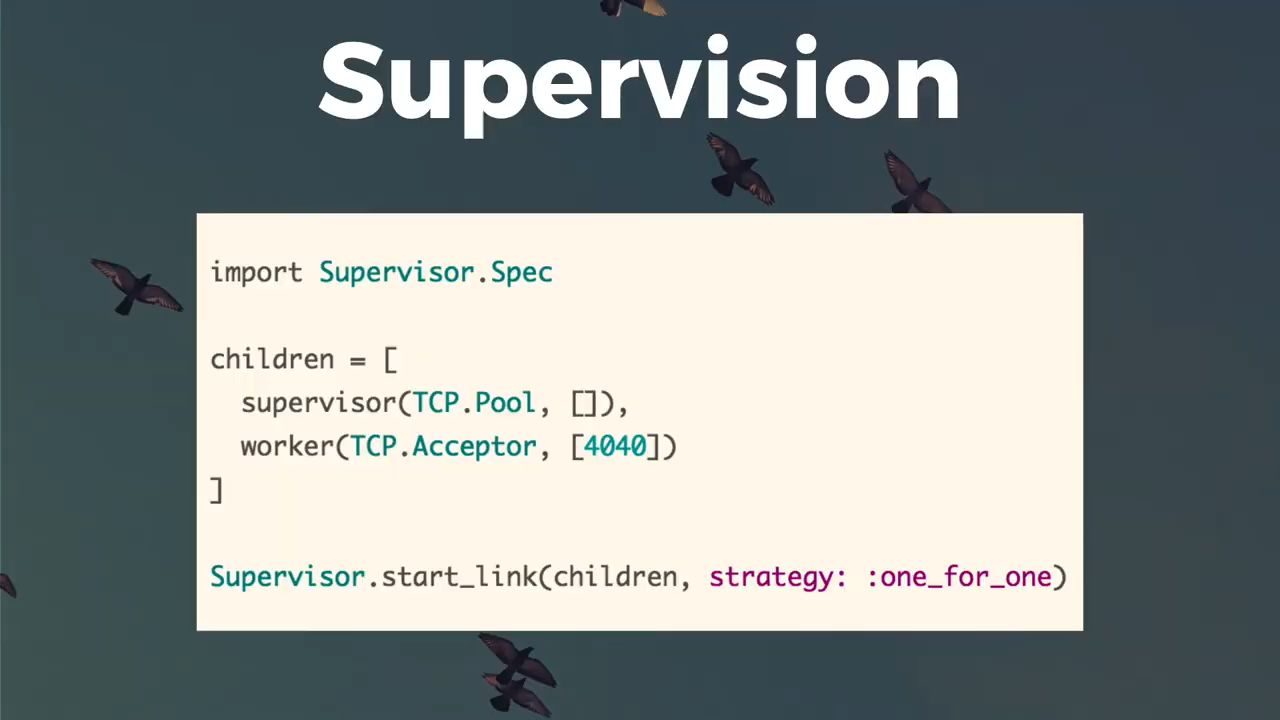 Supervision
import Supervisor.Spec
children = [
  supervisor(TCP.Pool, []),
  worker(TCP.Acceptor, [4040])
]
Supervisor.start_link(children, strategy: :one_for_one)